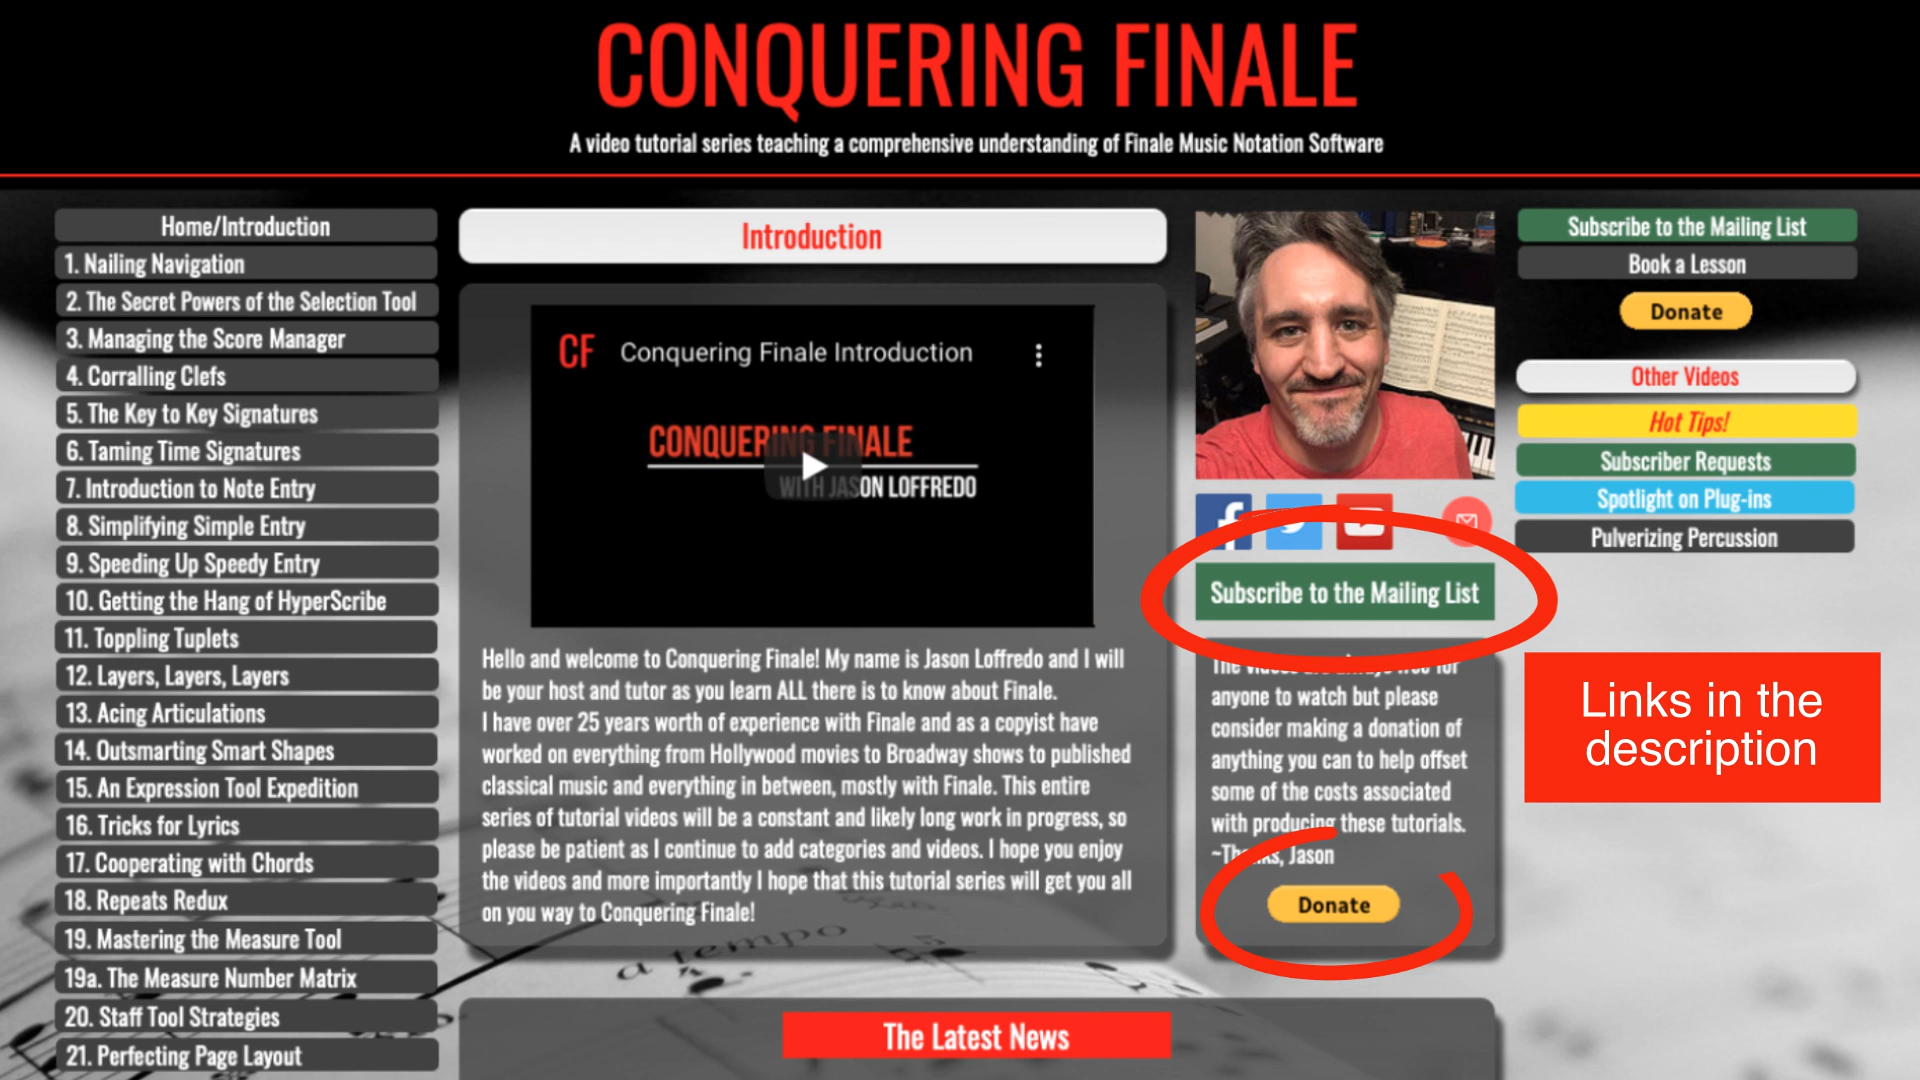 CONQUERING FINALE
A video tutorial series teaching a comprehensive understanding of Finale Music Notation Software
Home/Introduction
1. Nailing Navigation
2. The Secret Powers of the Selection Tool
3. Managing the Score Manager
4. Corralling Clefs
5. The Key to Key Signatures
6. Taming Time Signatures
7. Introduction to Note Entry
8. Simplifying Simple Entry
9. Speeding Up Speedy Entry
10. Getting the Hang of HyperScribe
11. Toppling Tuplets
12. Layers, Layers, Layers
13. Acing Articulations
14. Outsmarting Smart Shapes
15. An Expression Tool Expedition
16. Tricks for Lyrics
17. Cooperating with Chords
18. Repeats Redux
19. Mastering the Measure Tool
19a. The Measure Number Matrix
20. Staff Tool Strategies
21. Perfecting Page Layout
Introduction
CF Conquering Finale Introduction
CONQUERING FINALE
WITH JASON LOFFREDO
Hello and welcome to Conquering Finale! My name is Jason Loffredo and I will
be your host and tutor as you learn ALL there is to know about Finale.
I have over 25 years worth of experience with Finale and as a copyist have
worked on everything from Hollywood movies to Broadway shows to published
classical music and everything in between, mostly with Finale. This entire
series of tutorial videos will be a constant and likely long work in progress, so
please be patient as I continue to add categories and videos. I hope you enjoy
the videos and more importantly I hope that this tutorial series will get you all
on you way to Conquering Finale!
a tempo
5
The Latest News
f
Subscribe to the Mailing List
The videos are always free for
anyone to watch but please
consider making a donation of
anything you can to help offset
some of the costs associated
with producing these tutorials.
~Thanks, Jason
Donate
Subscribe to the Mailing List
Book a Lesson
Donate
Other Videos
Hot Tips!
Subscriber Requests
Spotlight on Plug-ins
Pulverizing Percussion
Links in the
description